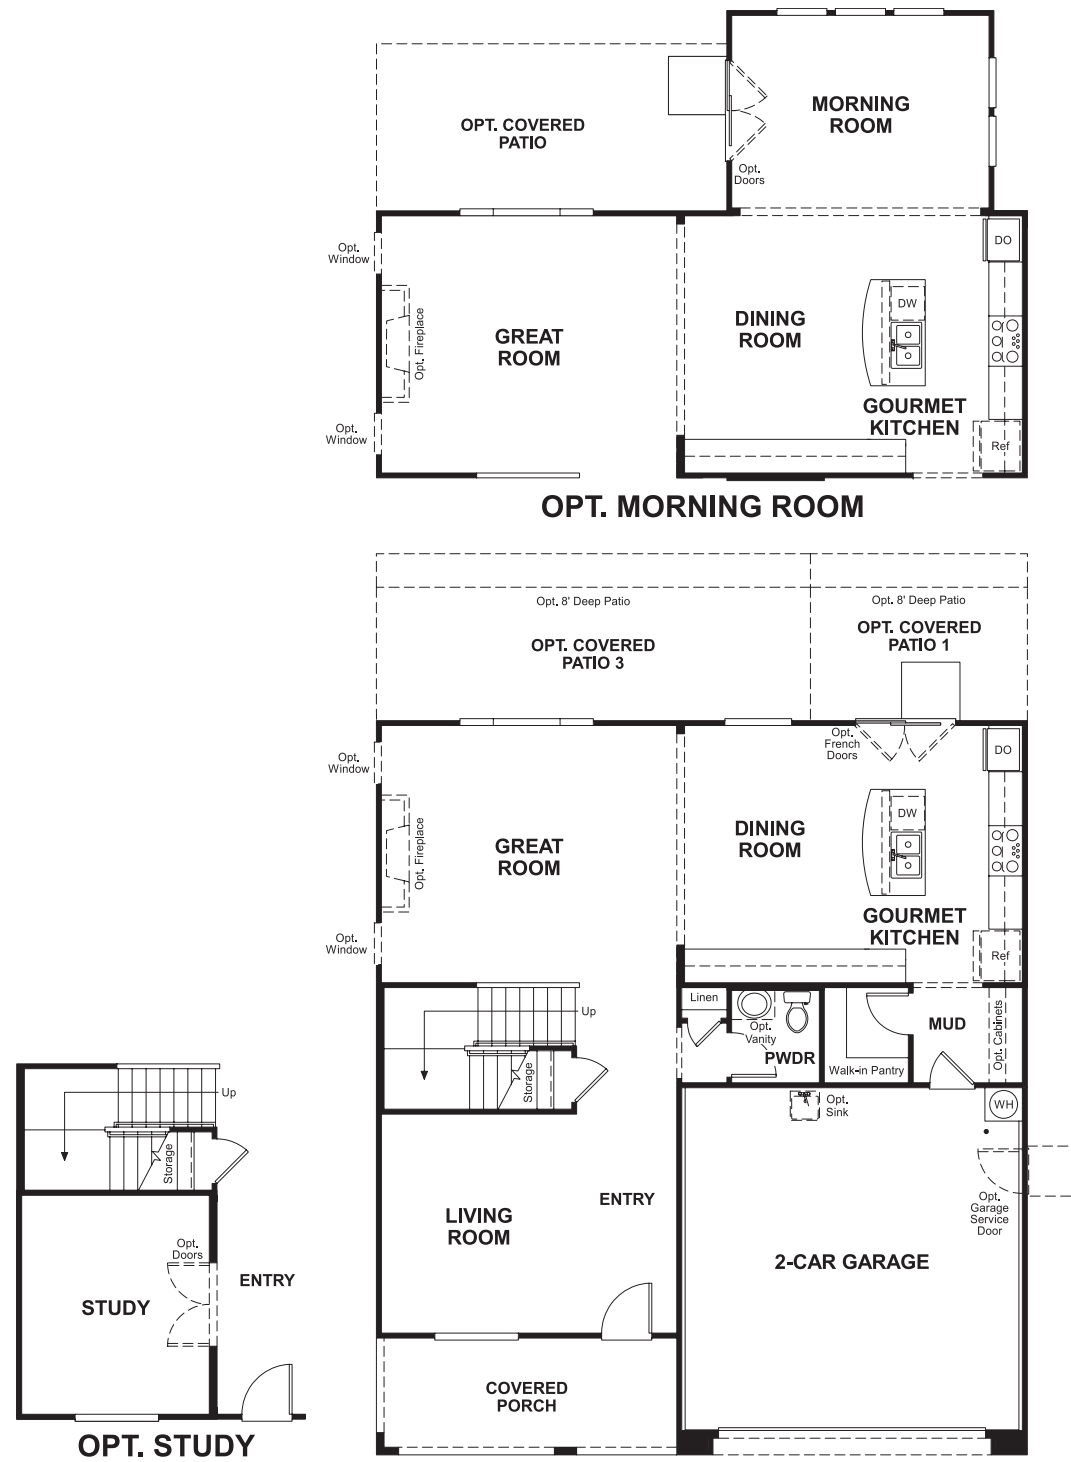 MORNING
ROOM
OPT. COVERED
PATIO
Opt.
Doors
Opt.
Window
DO
DW
Opt. Fireplace
GREAT
ROOM
DINING
ROOM
GOURMET
KITCHEN
Opt.
Window
Ref
OPT. MORNING ROOM
Opt. 8' Deep Patio
Opt. 8' Deep Patio
OPT. COVERED
PATIO 3
OPT. COVERED
PATIO 1
Opt.
French
Doors
Opt.
Window
DO
DW
Opt. Fireplace
GREAT
ROOM
DINING
ROOM
GOURMET
KITCHEN
Opt.
Window
Ref
Linen
Up
Opt.
Vanity
PWDR
MUD
Opt. Cabinets
Walk-in Pantry
Storage
Opt.
Sink
WH
Opt.
Garage
Service
Door
ENTRY
LIVING
ROOM
2-CAR GARAGE
COVERED
PORCH
Up
Storage
Opt.
Doors
ENTRY
STUDY
OPT. STUDY